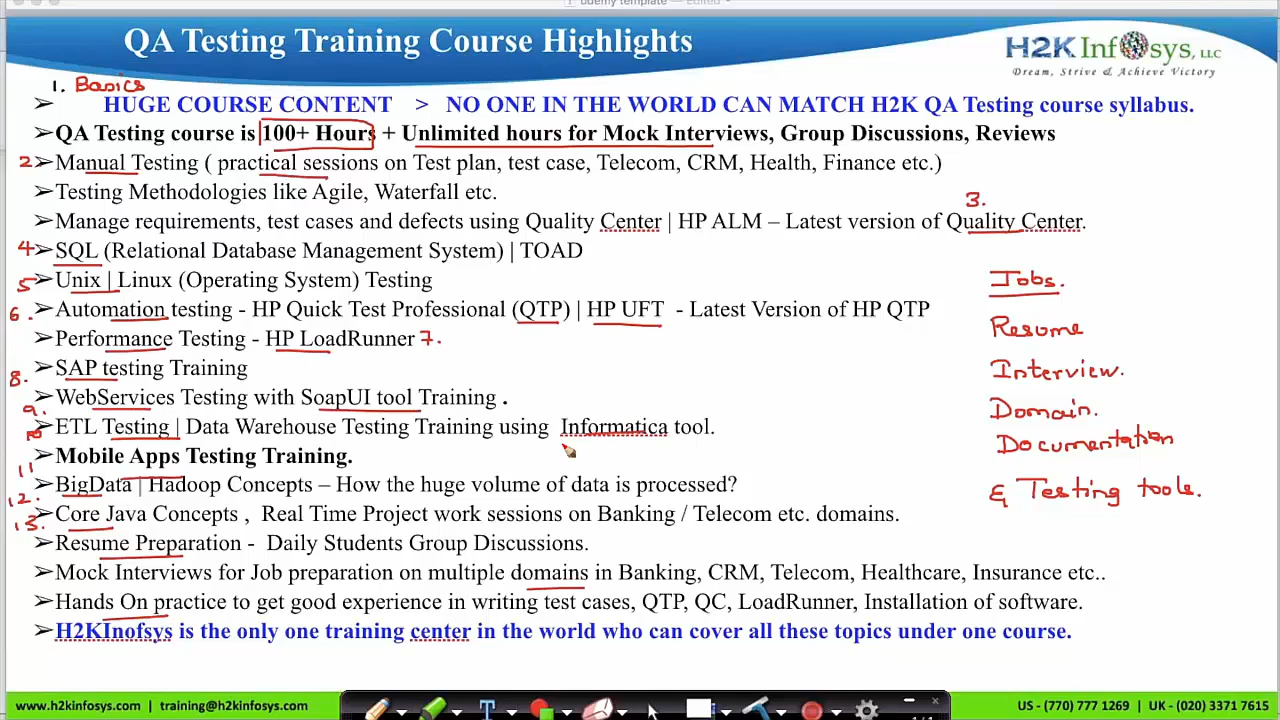 udemy template — Edited
QA Testing Training Course Highlights
H2K Infosys, LLC
Dream, Strive & Achieve Victory
1. Basics
➢ HUGE COURSE CONTENT > NO ONE IN THE WORLD CAN MATCH H2K QA Testing course syllabus.
➢ QA Testing course is 100+ Hours + Unlimited hours for Mock Interviews, Group Discussions, Reviews
2 ➢ Manual Testing ( practical sessions on Test plan, test case, Telecom, CRM, Health, Finance etc.)
➢ Testing Methodologies like Agile, Waterfall etc.
3.
➢ Manage requirements, test cases and defects using Quality Center | HP ALM – Latest version of Quality Center.
4 ➢ SQL (Relational Database Management System) | TOAD
5 ➢ Unix | Linux (Operating System) Testing
Jobs.
6. ➢ Automation testing - HP Quick Test Professional (QTP) | HP UFT - Latest Version of HP QTP
Resume
➢ Performance Testing - HP LoadRunner 7.
8. ➢ SAP testing Training
Interview.
9. ➢ WebServices Testing with SoapUI tool Training .
Domain.
10 ➢ ETL Testing | Data Warehouse Testing Training using Informatica tool.
Documentation
11 ➢ Mobile Apps Testing Training.
12. ➢ BigData | Hadoop Concepts – How the huge volume of data is processed?
& Testing tools.
13. ➢ Core Java Concepts , Real Time Project work sessions on Banking / Telecom etc. domains.
➢ Resume Preparation - Daily Students Group Discussions.
➢ Mock Interviews for Job preparation on multiple domains in Banking, CRM, Telecom, Healthcare, Insurance etc..
➢ Hands On practice to get good experience in writing test cases, QTP, QC, LoadRunner, Installation of software.
➢ H2KInofsys is the only one training center in the world who can cover all these topics under one course.
www.h2kinfosys.com | training@h2kinfosys.com
1/1
US - (770) 777 1269 | UK - (020) 3371 7615